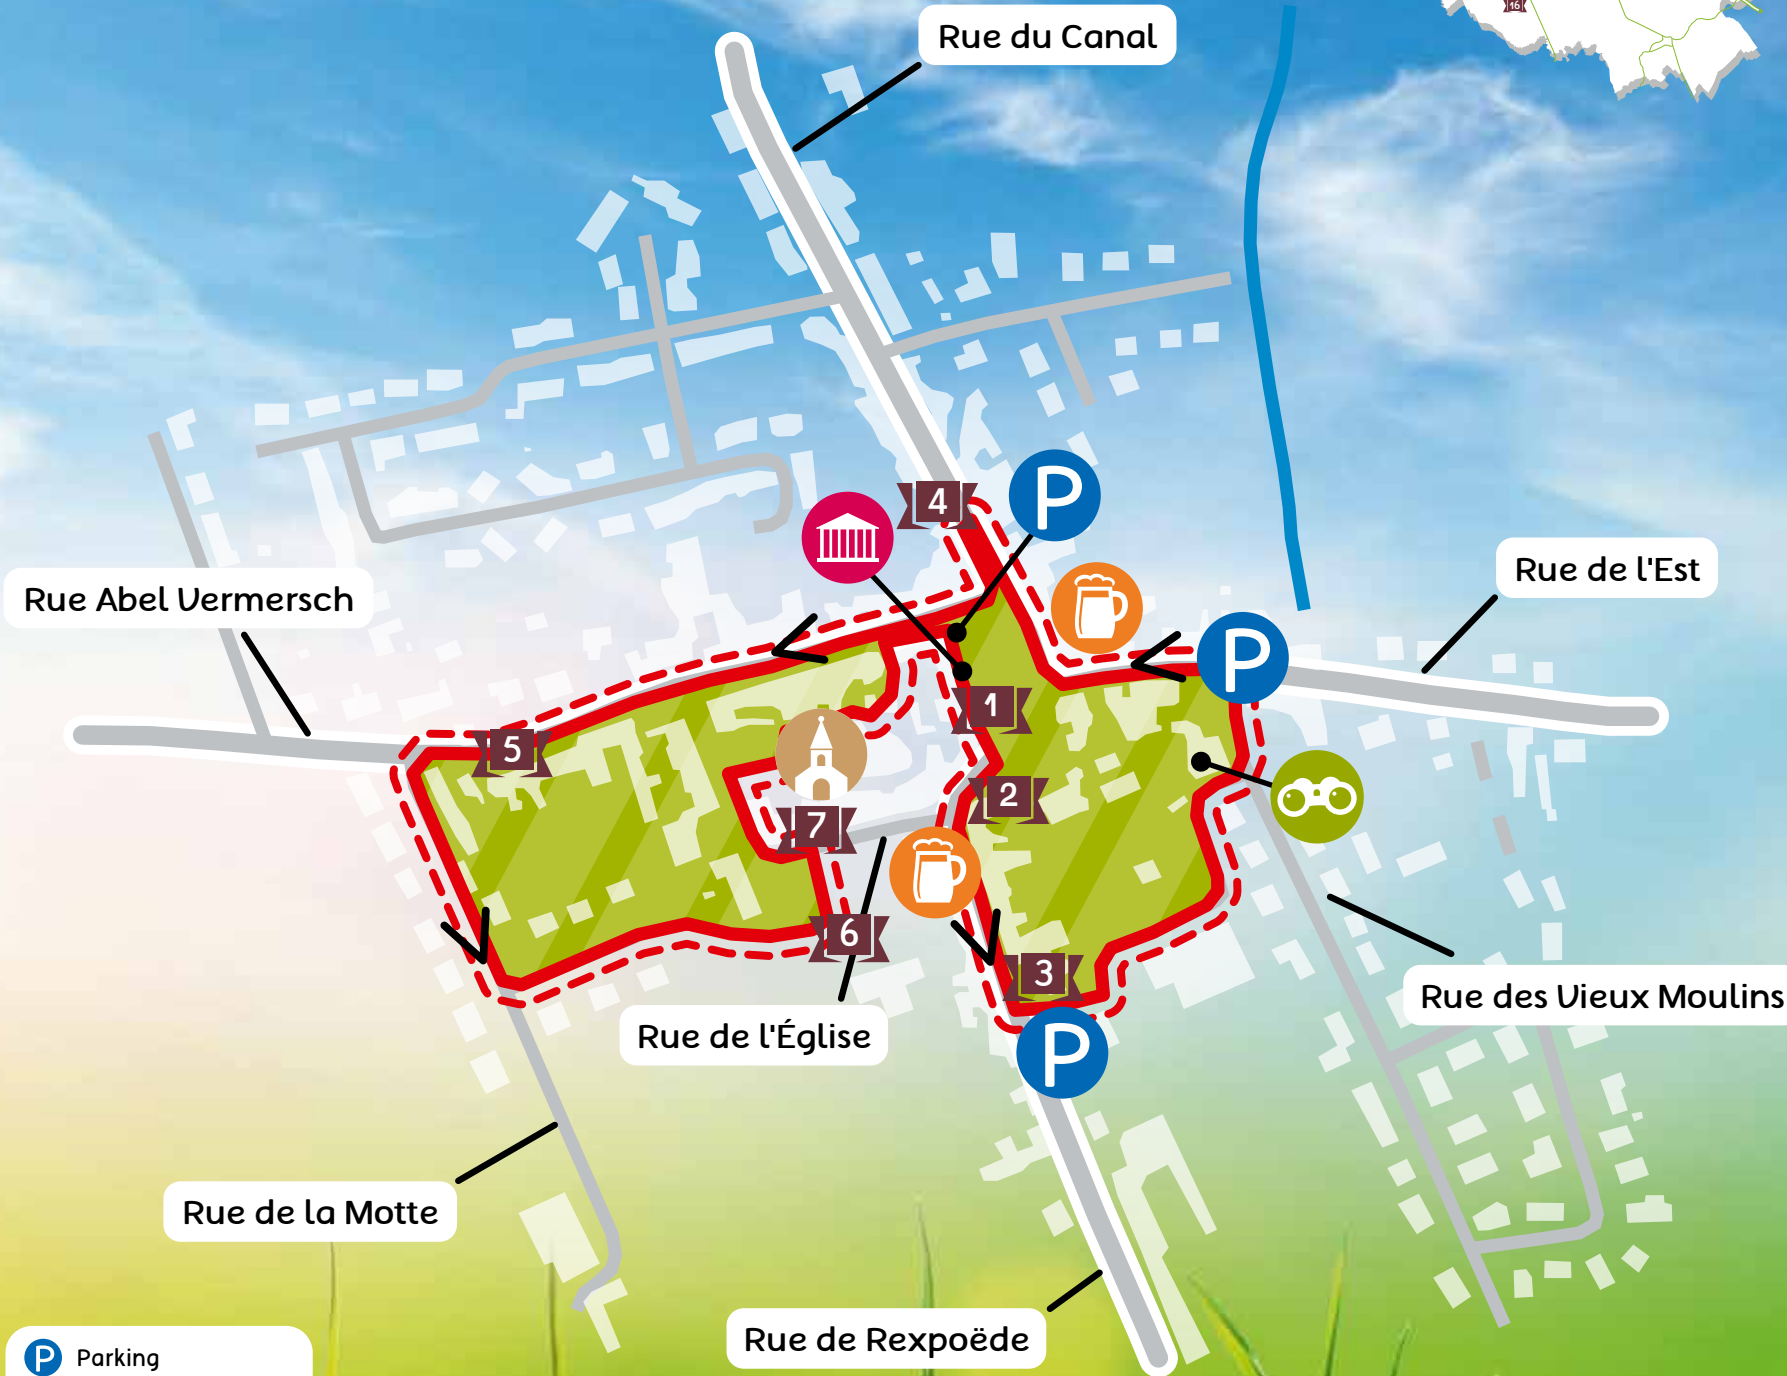 16
Rue du Canal
4
P
Rue de l'Est
Rue Abel Vermersch
P
1
5
2
7
6
3
Rue des Vieux Moulins
Rue de l'Église
P
Rue de la Motte
Rue de Rexpoëde
P Parking